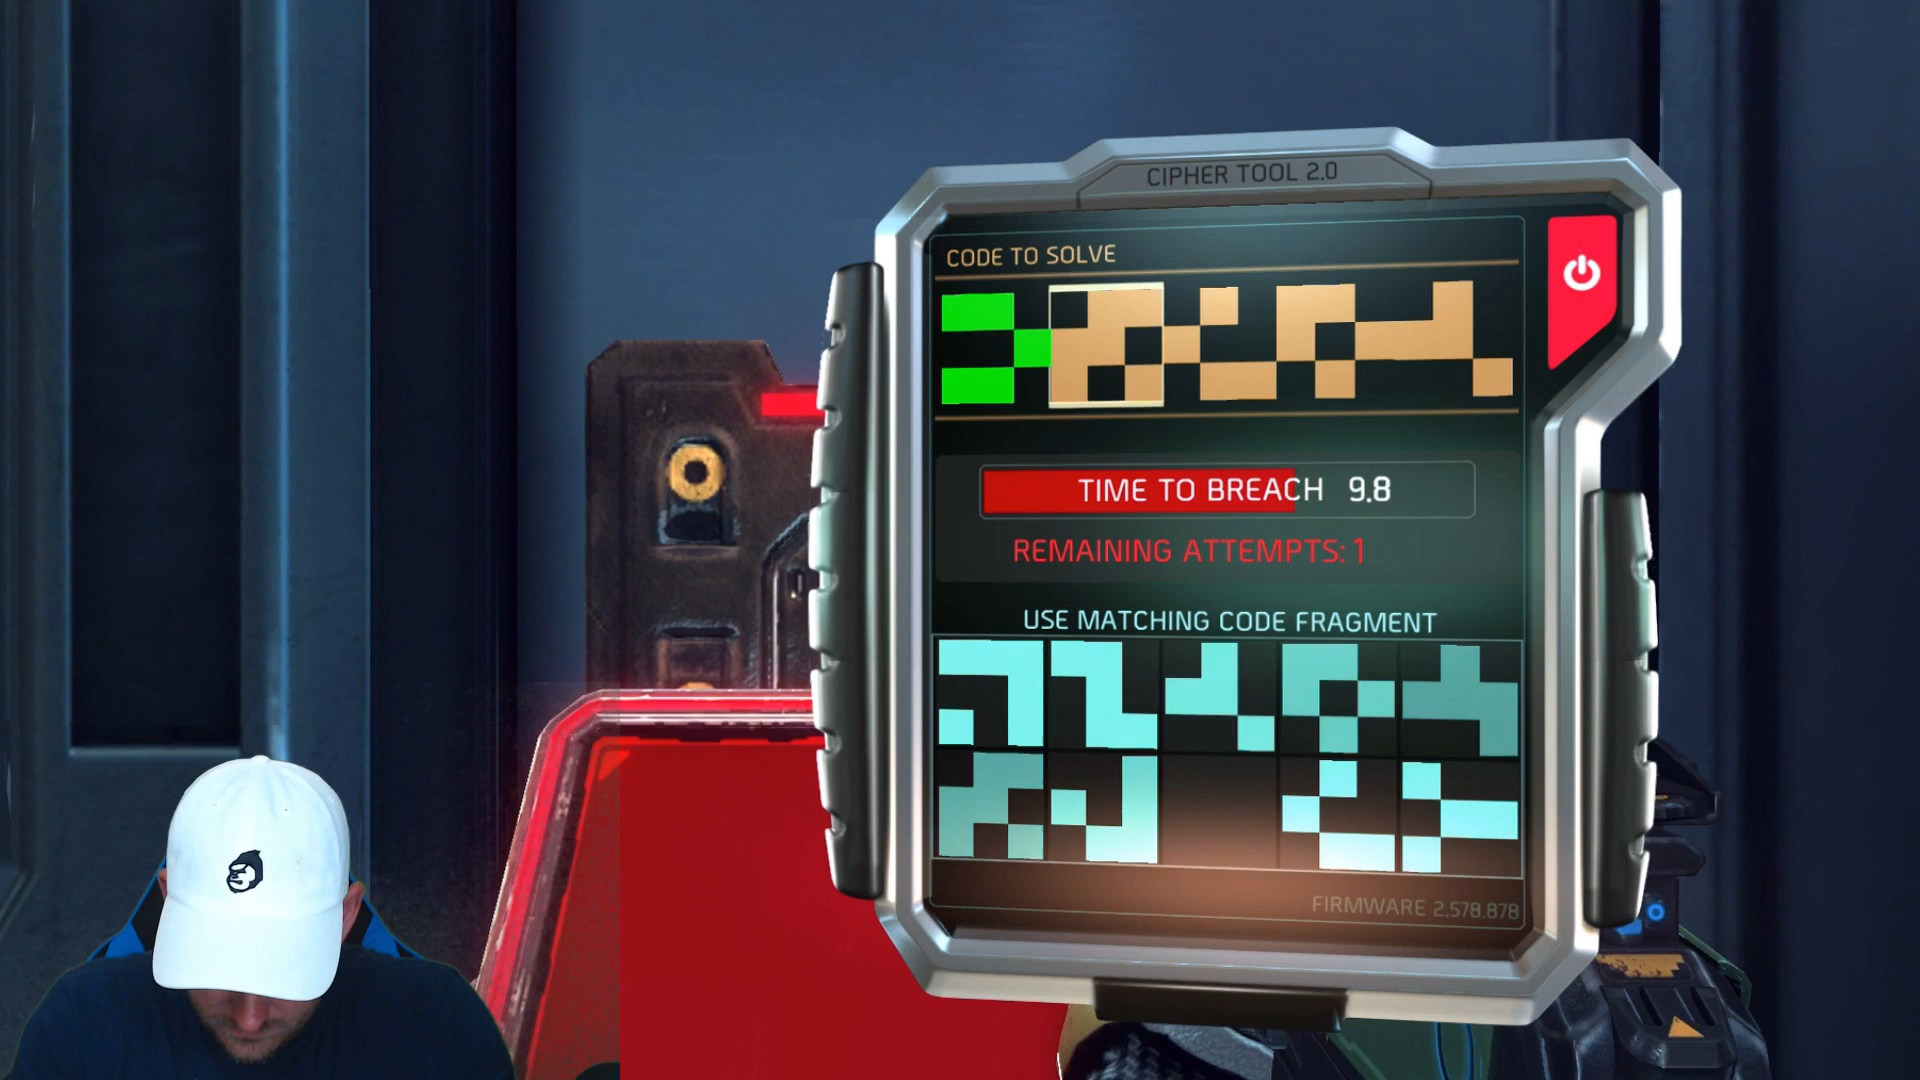 CIPHER TOOL 2.0
CODE TO SOLVE
TIME TO BREACH 9.8
REMAINING ATTEMPTS: 1
USE MATCHING CODE FRAGMENT
FIRMWARE 2.578.878